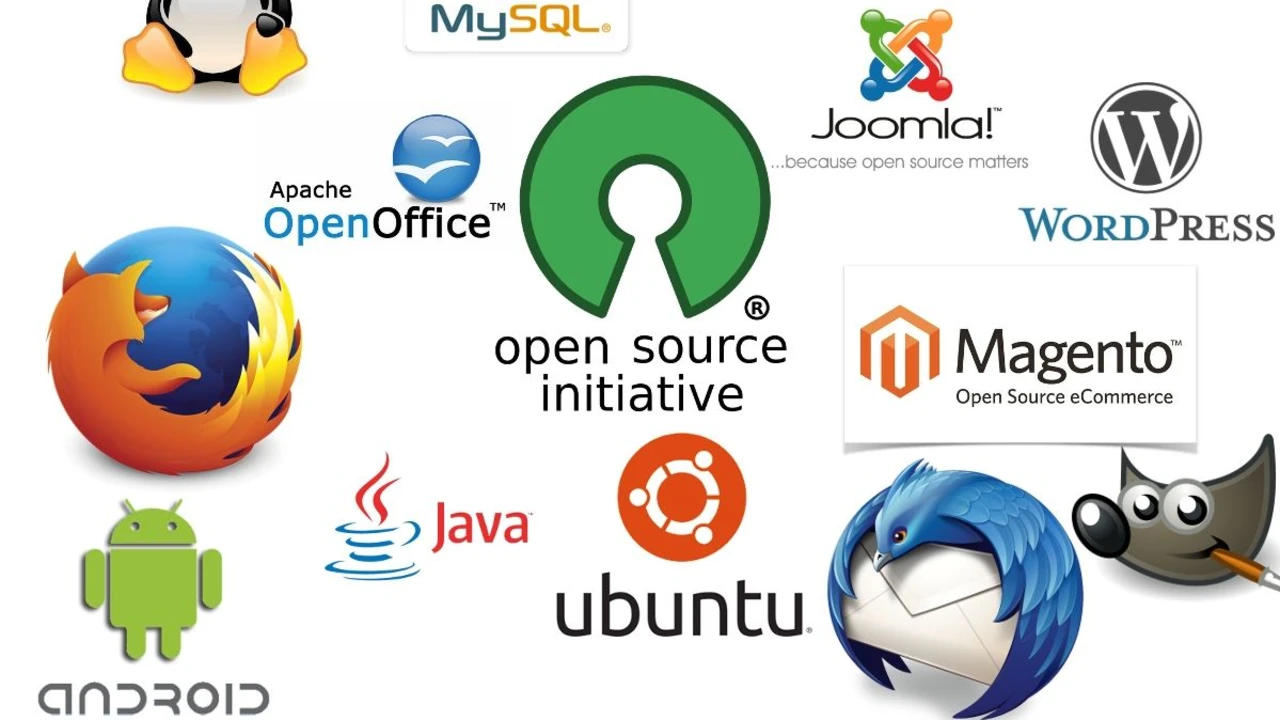 MySQL®
Joomla!™
...because open source matters
WORDPRESS
Apache
OpenOffice™
®
open source
initiative
Magento™
Open Source eCommerce
Java™
ubuntu®
ANDROID